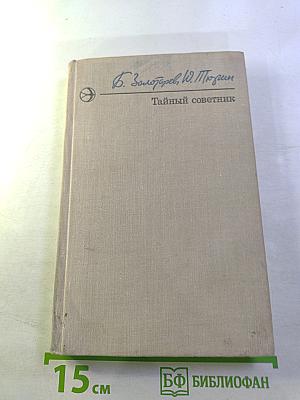 Б. Золотарев, Ю. Тюрин
Тайный советник
15 см
БФ БИБЛИОФАН